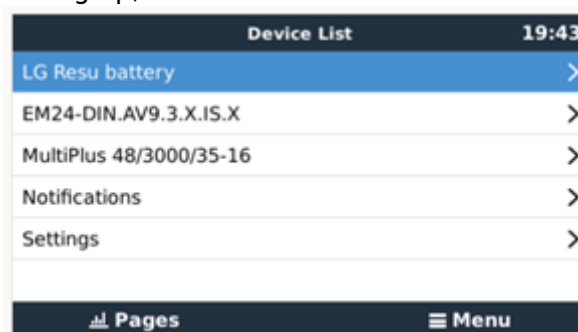 Device List 19:43
LG Resu battery
EM24-DIN.AV9.3.X.IS.X
MultiPlus 48/3000/35-16
Notifications
Settings
Pages Menu